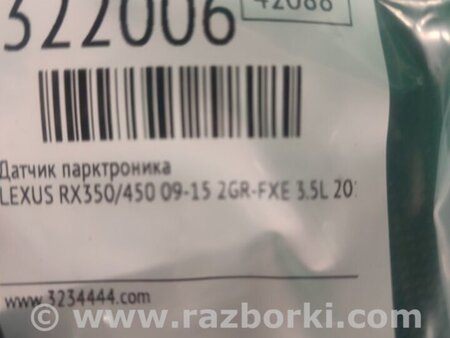 322006
42088
Датчик парктроника
LEXUS RX350/450 09-15 2GR-FXE 3.5L 20
www.3234444.com
© www.razborki.com/